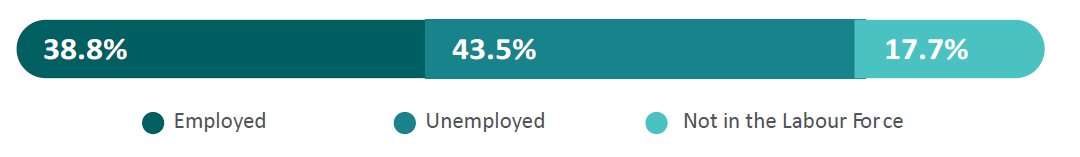 38.8% 43.5% 17.7%
Employed Unemployed Not in the Labour Force